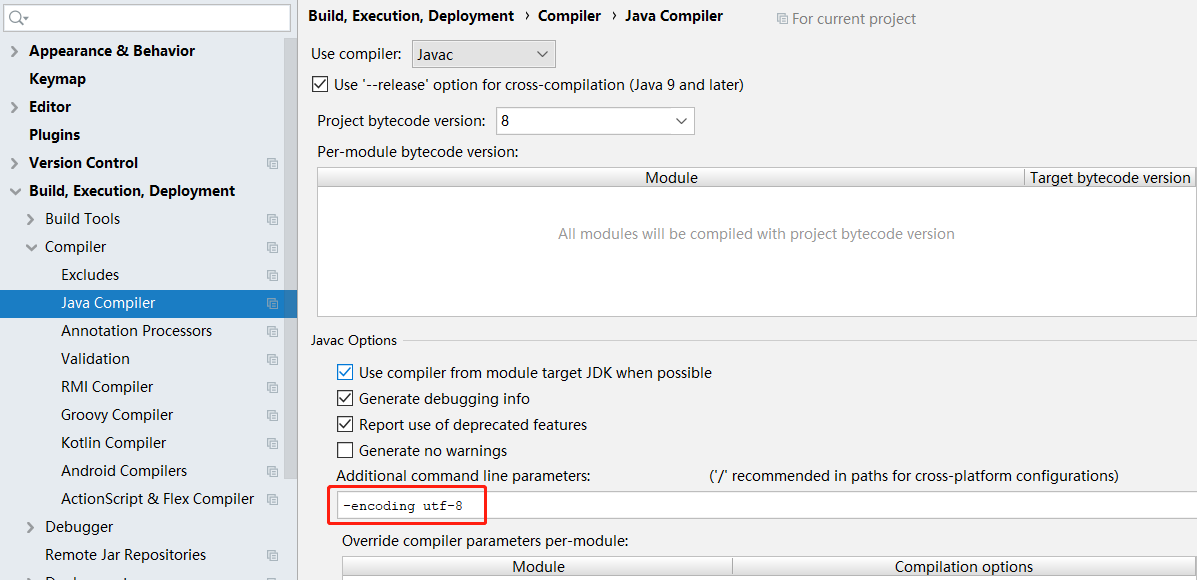 Build, Execution, Deployment › Compiler › Java Compiler
For current project
Appearance & Behavior
Keymap
Editor
Plugins
Version Control
Build, Execution, Deployment
Build Tools
Compiler
Excludes
Java Compiler
Annotation Processors
Validation
RMI Compiler
Groovy Compiler
Kotlin Compiler
Android Compilers
ActionScript & Flex Compiler
Debugger
Remote Jar Repositories
Use compiler: Javac
Use '--release' option for cross-compilation (Java 9 and later)
Project bytecode version: 8
Per-module bytecode version:
Module Target bytecode version
All modules will be compiled with project bytecode version
Javac Options
Use compiler from module target JDK when possible
Generate debugging info
Report use of deprecated features
Generate no warnings
Additional command line parameters: ('/' recommended in paths for cross-platform configurations)
-encoding utf-8
Override compiler parameters per-module:
Module Compilation options